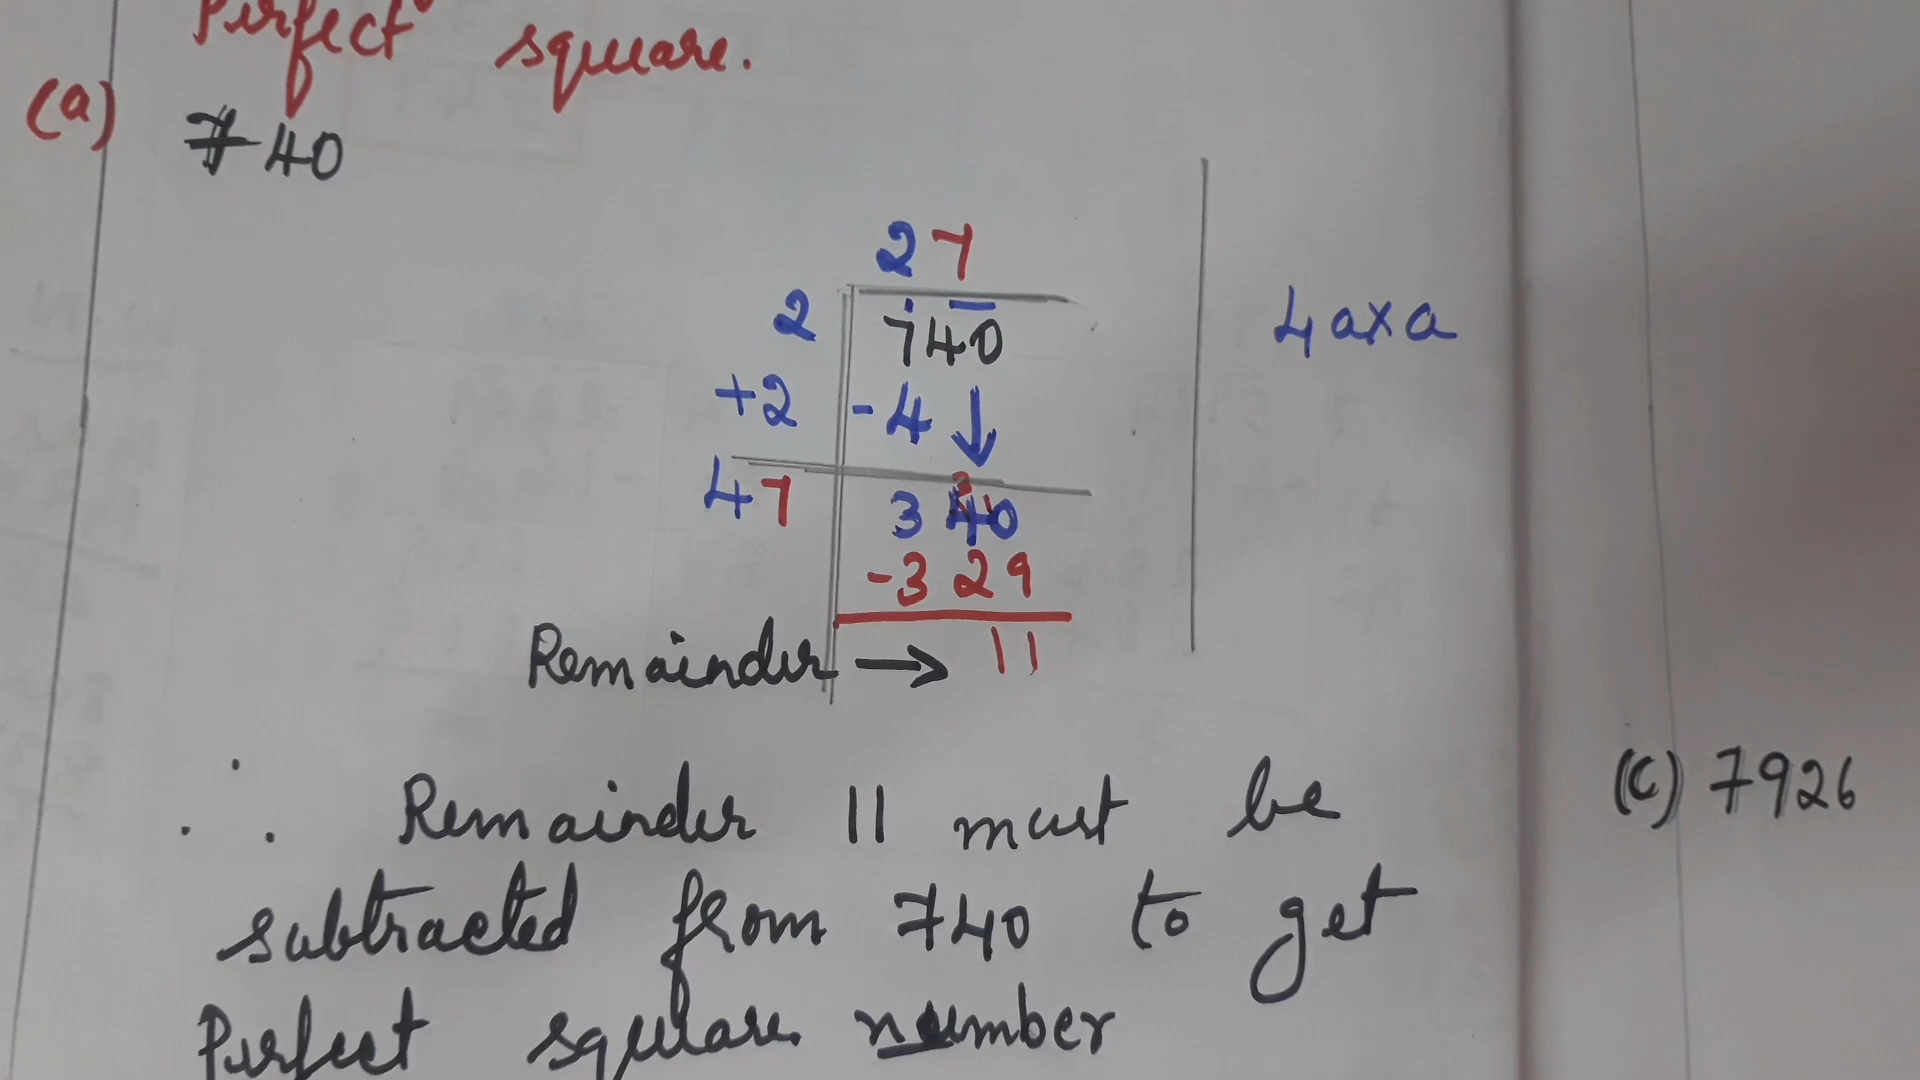 Perfect square.
(a) 740
27
2 740
+2 -4 ↓
47 340
-329
Remainder → 11
4axa
∴ Remainder 11 must be
subtracted from 740 to get
Perfect square number
(C) 7926